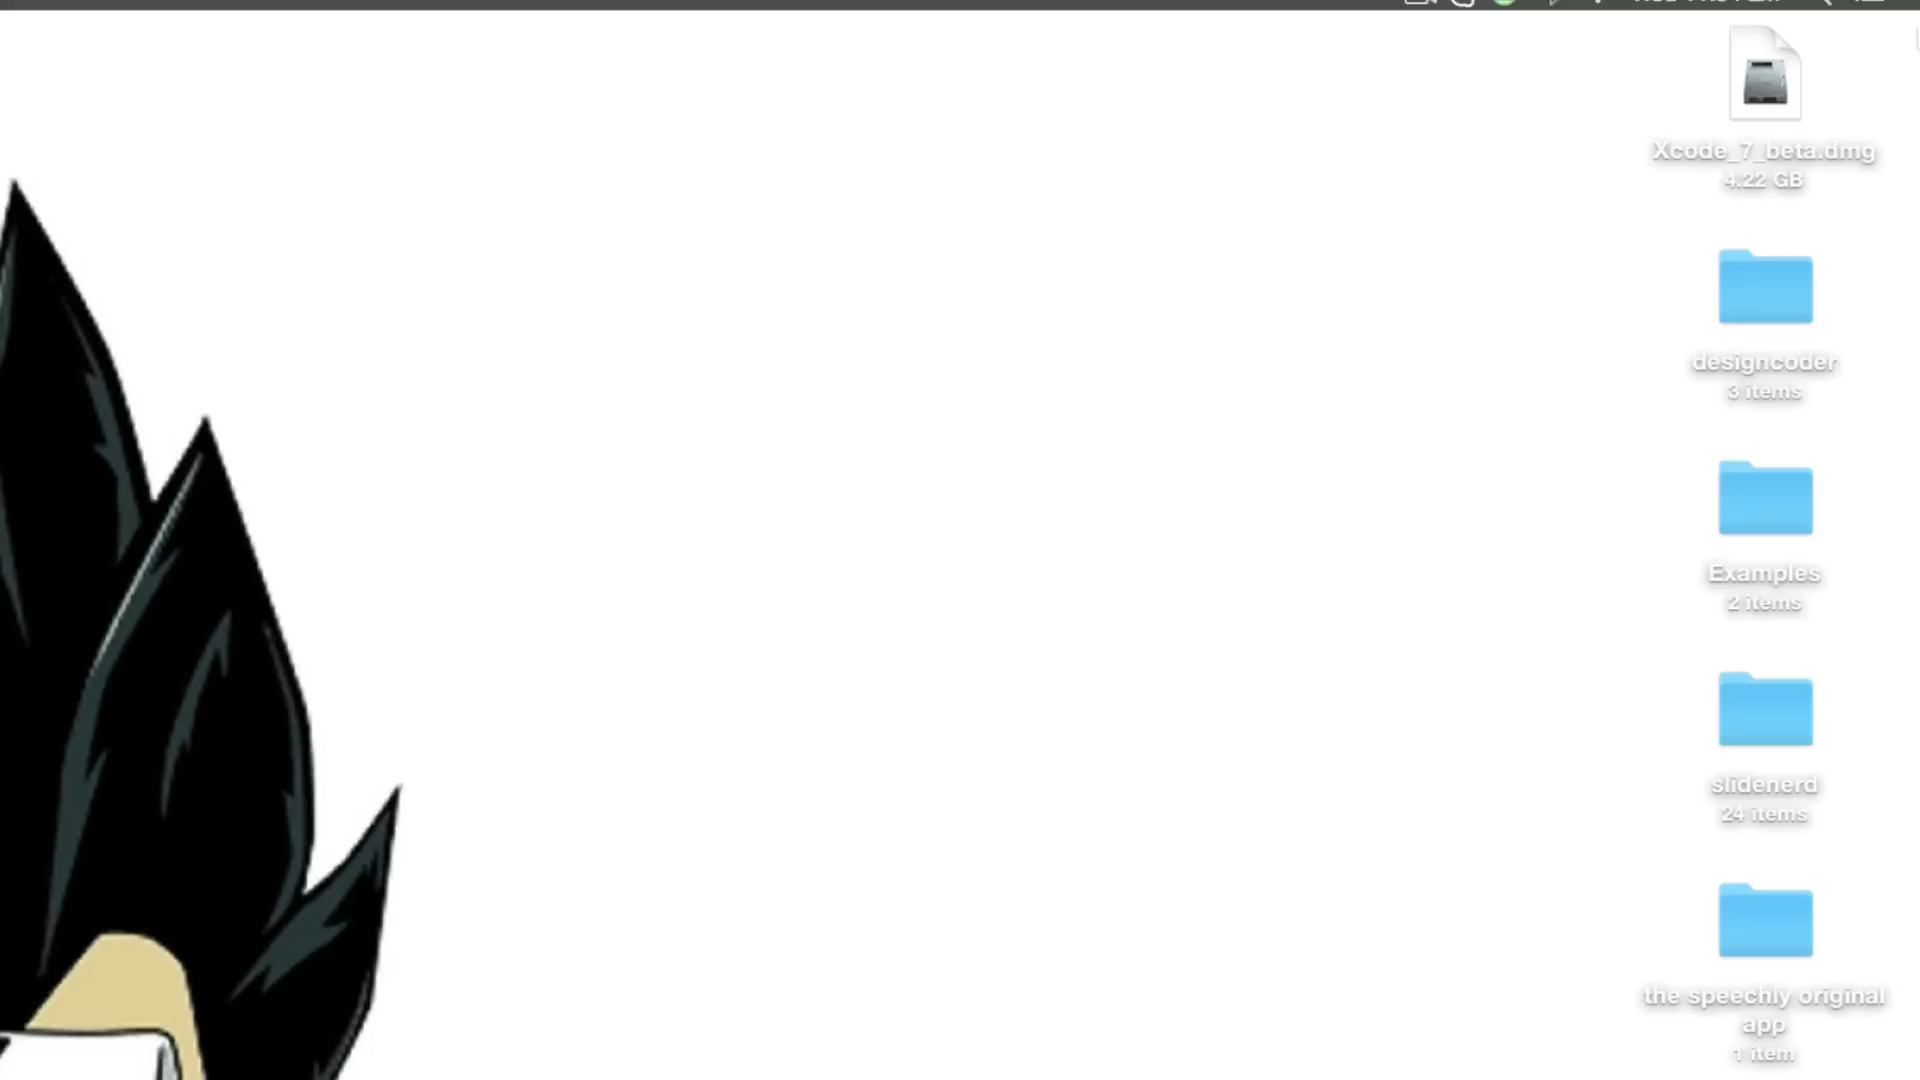 Xcode_7_beta.dmg
4.22 GB
designcoder
3 items
Examples
2 items
slidenerd
24 items
the speechly original
app
1 item